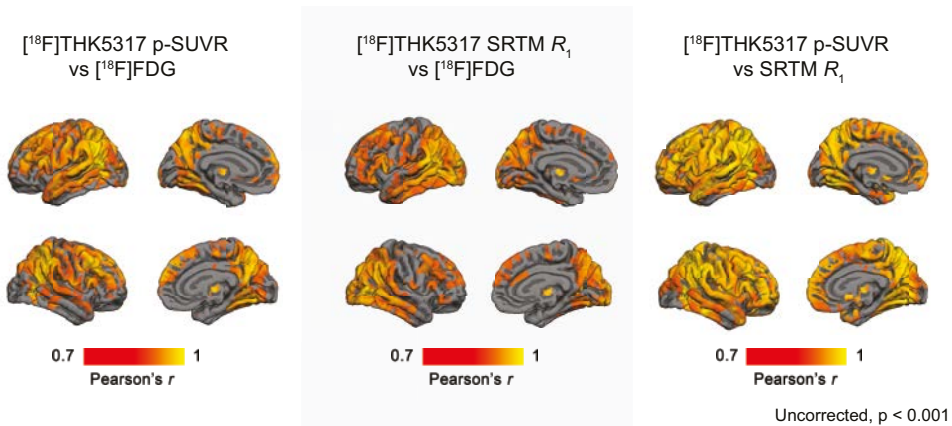 [¹⁸F]THK5317 p-SUVR
vs [¹⁸F]FDG
[¹⁸F]THK5317 SRTM R₁
vs [¹⁸F]FDG
[¹⁸F]THK5317 p-SUVR
vs SRTM R₁
0.7 1
Pearson's r
0.7 1
Pearson's r
0.7 1
Pearson's r
Uncorrected, p < 0.001